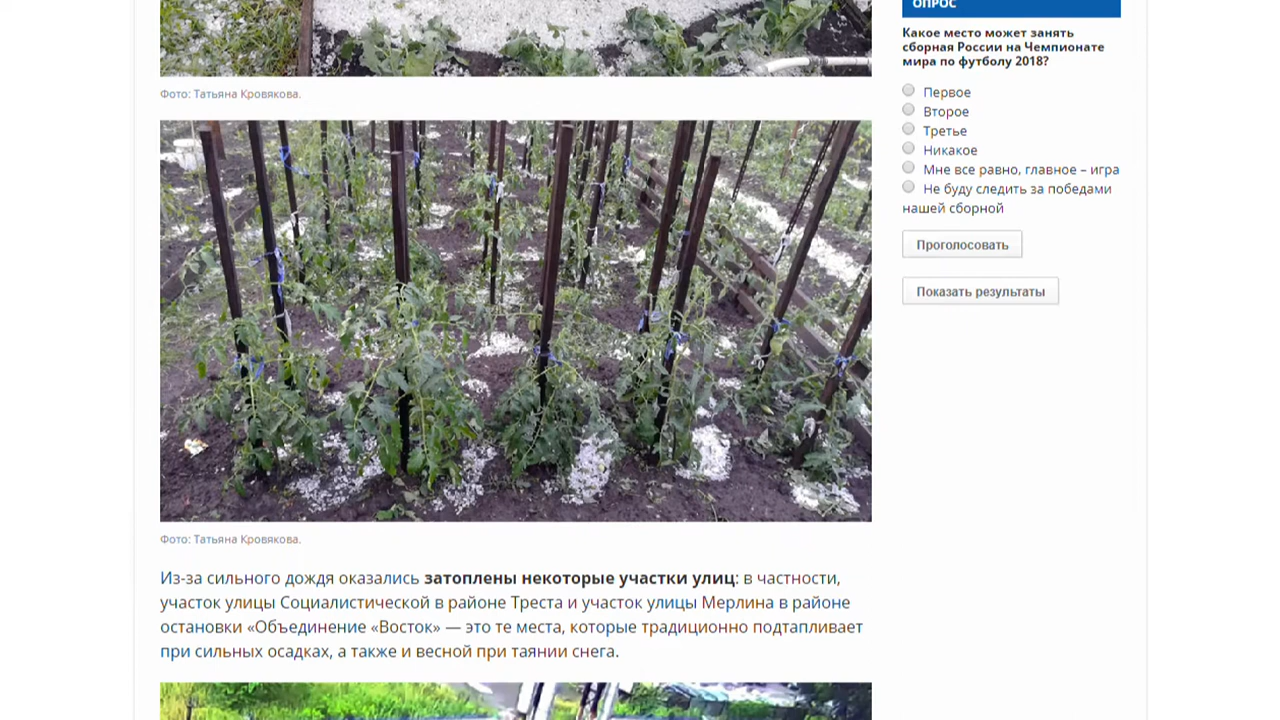 ОПРОС
Какое место может занять
сборная России на Чемпионате
мира по футболу 2018?
Первое
Второе
Третье
Никакое
Мне все равно, главное – игра
Не буду следить за победами
нашей сборной
Проголосовать
Показать результаты
Фото: Татьяна Кровякова.
Фото: Татьяна Кровякова.
Из-за сильного дождя оказались затоплены некоторые участки улиц: в частности,
участок улицы Социалистической в районе Треста и участок улицы Мерлина в районе
остановки «Объединение «Восток» — это те места, которые традиционно подтапливает
при сильных осадках, а также и весной при таянии снега.